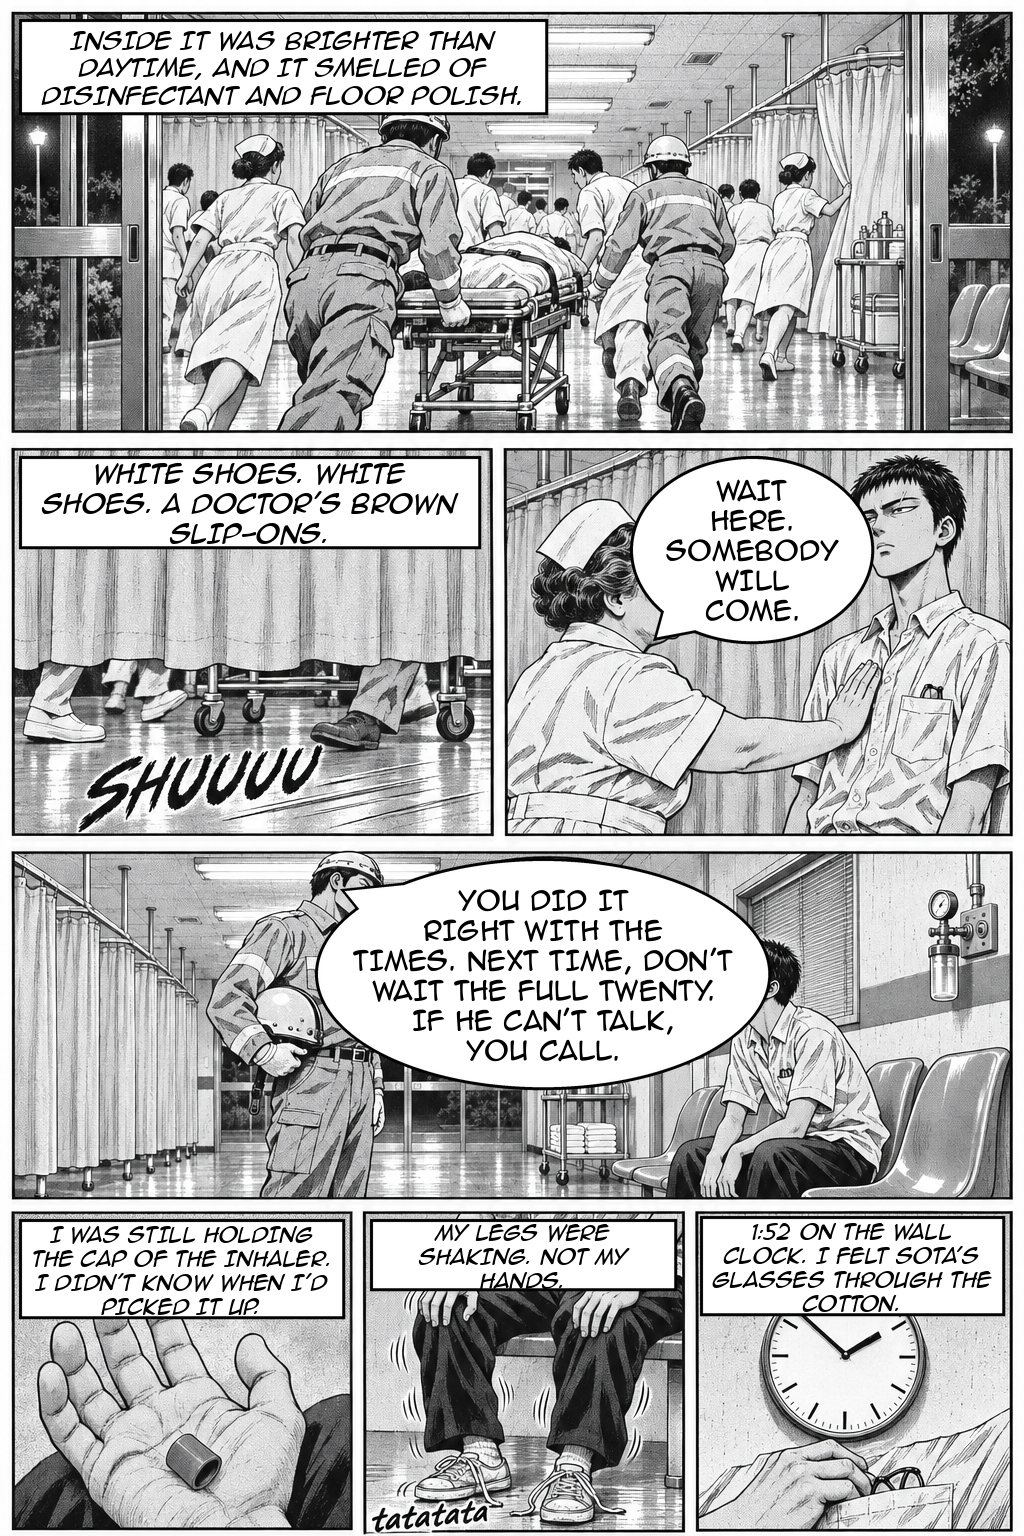 INSIDE IT WAS BRIGHTER THAN
DAYTIME, AND IT SMELLED OF
DISINFECTANT AND FLOOR POLISH.
WHITE SHOES. WHITE
SHOES. A DOCTOR'S BROWN
SLIP-ONS.
SHUUUU
WAIT
HERE.
SOMEBODY
WILL
COME.
YOU DID IT
RIGHT WITH THE
TIMES. NEXT TIME, DON'T
WAIT THE FULL TWENTY.
IF HE CAN'T TALK,
YOU CALL.
I WAS STILL HOLDING
THE CAP OF THE INHALER.
I DIDN'T KNOW WHEN I'D
PICKED IT UP.
MY LEGS WERE
SHAKING. NOT MY
HANDS.
tatatata
1:52 ON THE WALL
CLOCK. I FELT SOTA'S
GLASSES THROUGH THE
COTTON.